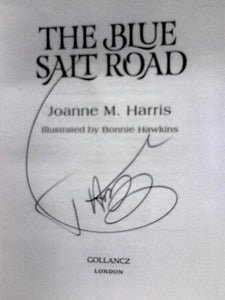 THE BLUE
SALT ROAD
Joanne M. Harris
Illustrated by Bonnie Hawkins
GOLLANCZ
LONDON